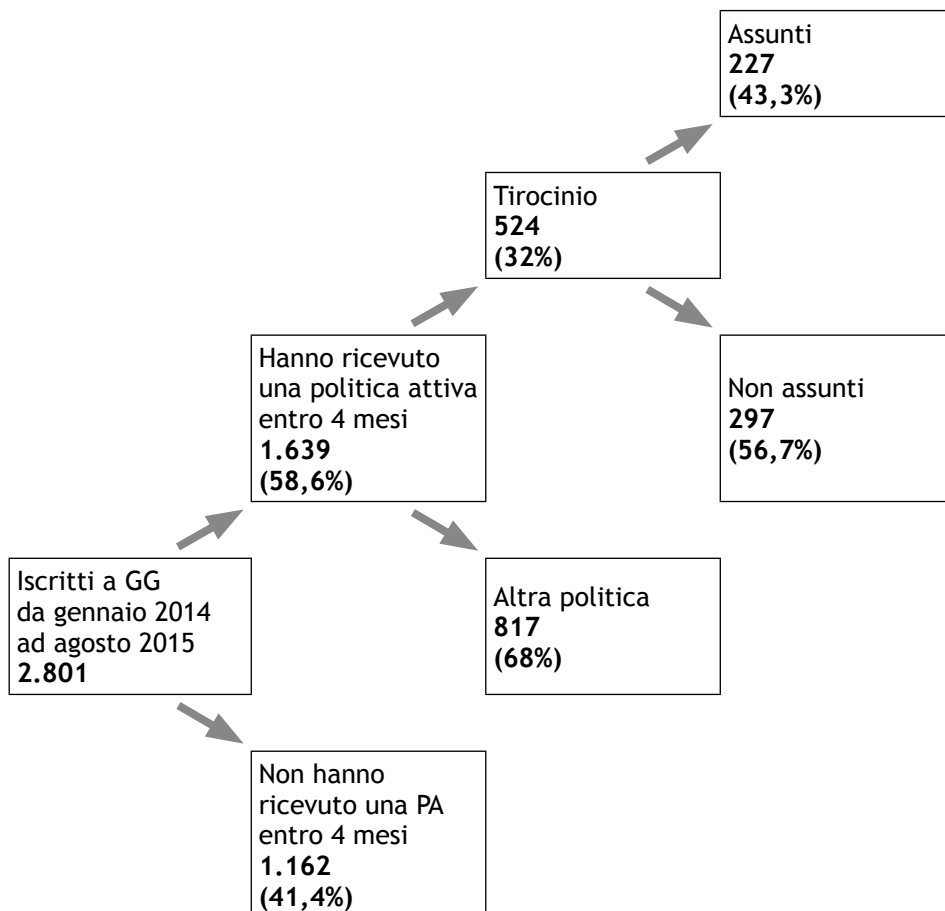 Assunti
227
(43,3%)
Tirocinio
524
(32%)
Hanno ricevuto
una politica attiva
entro 4 mesi
1.639
(58,6%)
Non assunti
297
(56,7%)
Iscritti a GG
da gennaio 2014
ad agosto 2015
2.801
Altra politica
817
(68%)
Non hanno
ricevuto una PA
entro 4 mesi
1.162
(41,4%)